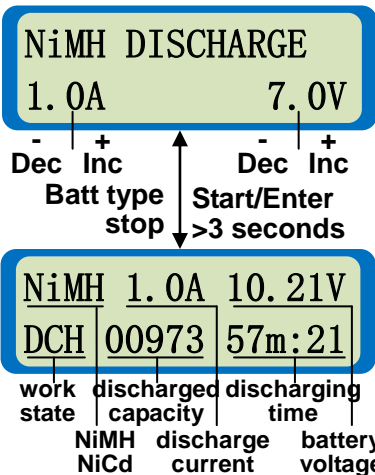 NiMH DISCHARGE
1.0A 7.0V
- + - +
Dec Inc Dec Inc
Batt type Start/Enter
stop >3 seconds
NiMH 1.0A 10.21V
DCH 00973 57m:21
work discharged discharging
state capacity time
NiMH discharge battery
NiCd current voltage